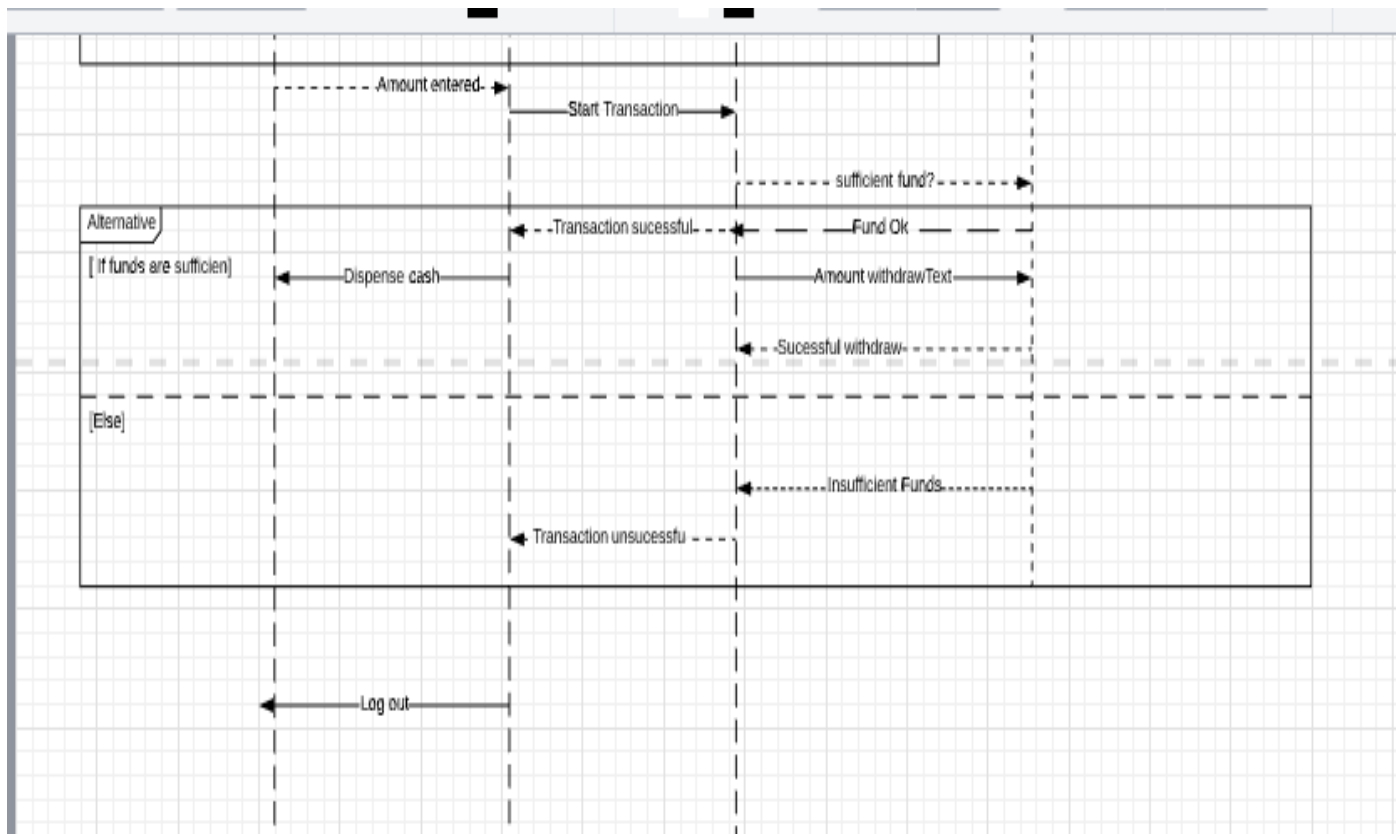 Amount entered
Start Transaction
sufficient fund?
Alternative
Transaction sucessful
Fund Ok
[ If funds are sufficien]
Dispense cash
Amount withdrawText
Sucessful withdraw
[Else]
Insufficient Funds
Transaction unsucessfu
Log out